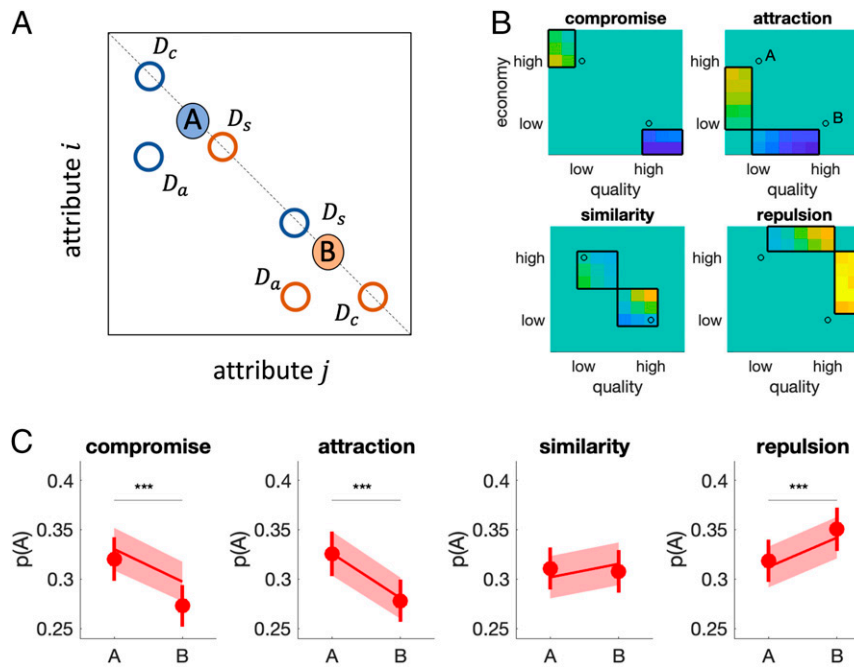 A
D_c
A
D_s
D_a
D_s
B
D_a
D_c
attribute i
attribute j
B
compromise
attraction
economy
high
low
low
high
quality
high
low
A
B
low
high
quality
similarity
repulsion
high
low
low
high
quality
high
low
low
high
quality
C
compromise
***
p(A)
0.4
0.35
0.3
0.25
A
B
attraction
***
p(A)
0.4
0.35
0.3
0.25
A
B
similarity
p(A)
0.4
0.35
0.3
0.25
A
B
repulsion
***
p(A)
0.4
0.35
0.3
0.25
A
B